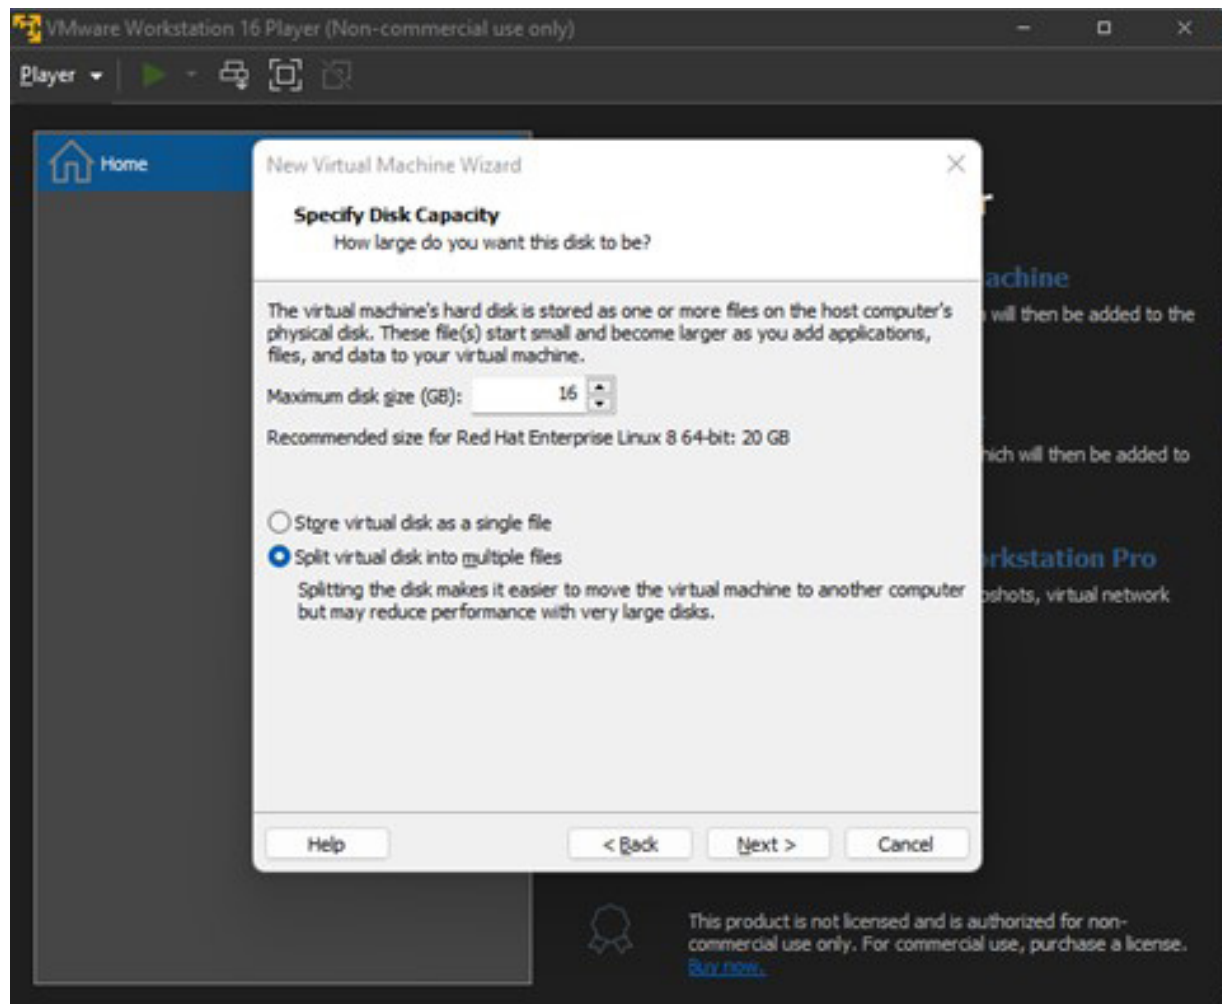 VMware Workstation 16 Player (Non-commercial use only)
Player
Home
New Virtual Machine Wizard
Specify Disk Capacity
How large do you want this disk to be?
The virtual machine's hard disk is stored as one or more files on the host computer's
physical disk. These file(s) start small and become larger as you add applications,
files, and data to your virtual machine.
Maximum disk size (GB): 16
Recommended size for Red Hat Enterprise Linux 8 64-bit: 20 GB
Store virtual disk as a single file
Split virtual disk into multiple files
Splitting the disk makes it easier to move the virtual machine to another computer
but may reduce performance with very large disks.
Help
< Back
Next >
Cancel
achine
will then be added to the
hich will then be added to
rkstation Pro
pshots, virtual network
This product is not licensed and is authorized for non-
commercial use only. For commercial use, purchase a license.
Buy now.